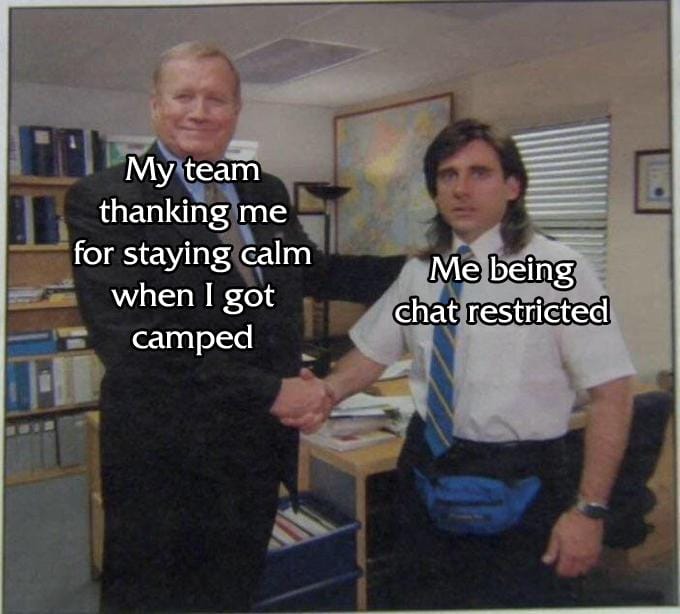 My team
thanking me
for staying calm
when I got
camped
Me being
chat restricted